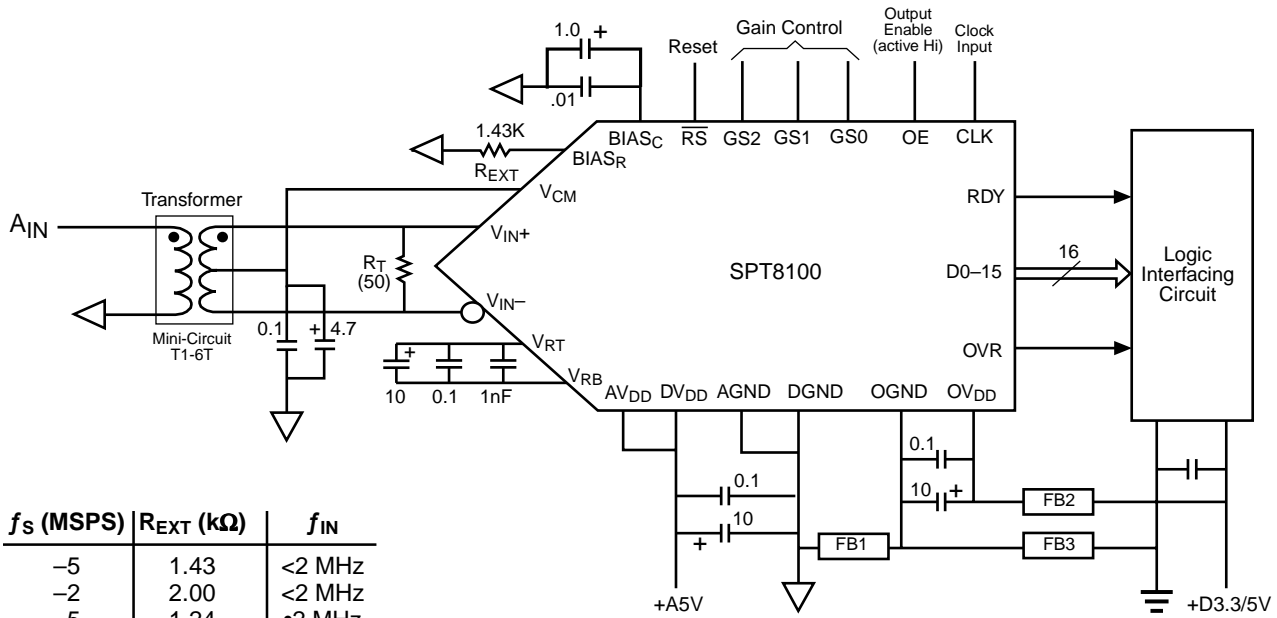 1.0 +
.01
Reset
Gain Control
Output
Enable
(active Hi)
Clock
Input
1.43K
REXT
BIASR
BIASC
RS
GS2
GS1
GS0
OE
CLK
VCM
Transformer
AIN
VIN+
RT
(50)
VIN–
Mini-Circuit
T1-6T
0.1
+ 4.7
VRT
VRB
+
10
0.1
1nF
SPT8100
RDY
D0–15
16
OVR
Logic
Interfacing
Circuit
AVDD
DVDD
AGND
DGND
OGND
OVDD
0.1
10
+
0.1
10 +
FB1
FB2
FB3
+A5V
+D3.3/5V
ƒS (MSPS) REXT (kΩ) ƒIN
–5 1.43 <2 MHz
–2 2.00 <2 MHz